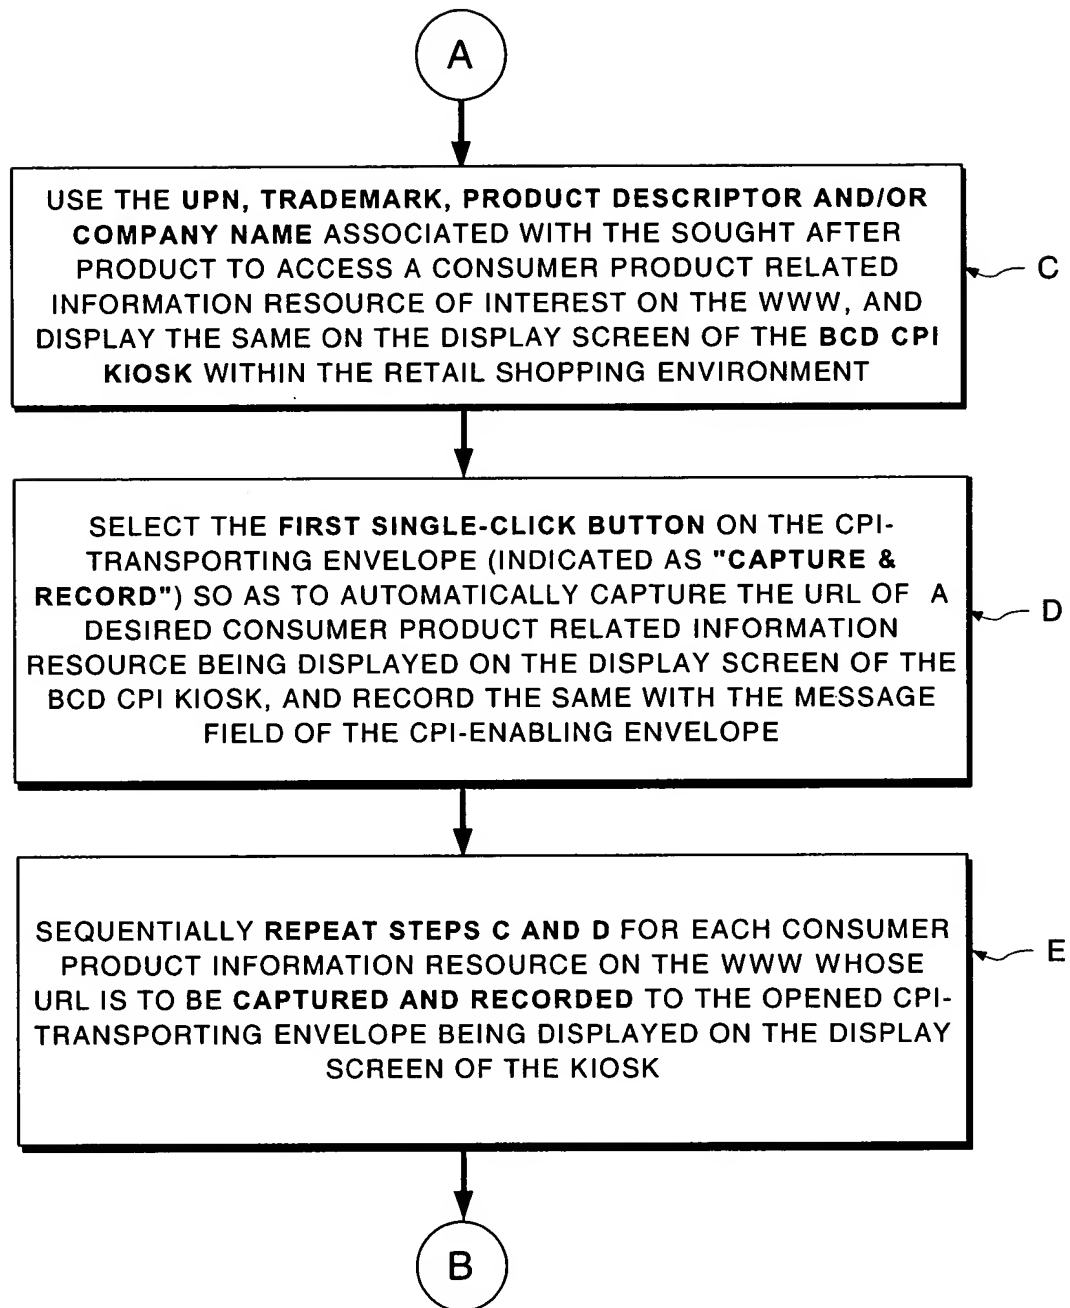 A
USE THE UPN, TRADEMARK, PRODUCT DESCRIPTOR AND/OR
COMPANY NAME ASSOCIATED WITH THE SOUGHT AFTER
PRODUCT TO ACCESS A CONSUMER PRODUCT RELATED
INFORMATION RESOURCE OF INTEREST ON THE WWW, AND
DISPLAY THE SAME ON THE DISPLAY SCREEN OF THE BCD CPI
KIOSK WITHIN THE RETAIL SHOPPING ENVIRONMENT
C
SELECT THE FIRST SINGLE-CLICK BUTTON ON THE CPI-
TRANSPORTING ENVELOPE (INDICATED AS "CAPTURE &
RECORD") SO AS TO AUTOMATICALLY CAPTURE THE URL OF A
DESIRED CONSUMER PRODUCT RELATED INFORMATION
RESOURCE BEING DISPLAYED ON THE DISPLAY SCREEN OF THE
BCD CPI KIOSK, AND RECORD THE SAME WITH THE MESSAGE
FIELD OF THE CPI-ENABLING ENVELOPE
D
SEQUENTIALLY REPEAT STEPS C AND D FOR EACH CONSUMER
PRODUCT INFORMATION RESOURCE ON THE WWW WHOSE
URL IS TO BE CAPTURED AND RECORDED TO THE OPENED CPI-
TRANSPORTING ENVELOPE BEING DISPLAYED ON THE DISPLAY
SCREEN OF THE KIOSK
E
B